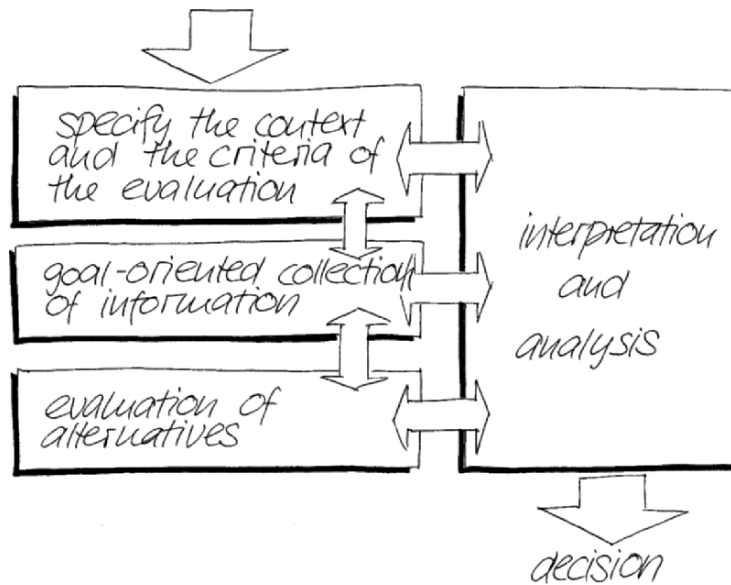 specify the context
and the criteria of
the evaluation
goal-oriented collection
of information
evaluation of
alternatives
interpretation
and
analysis
decision